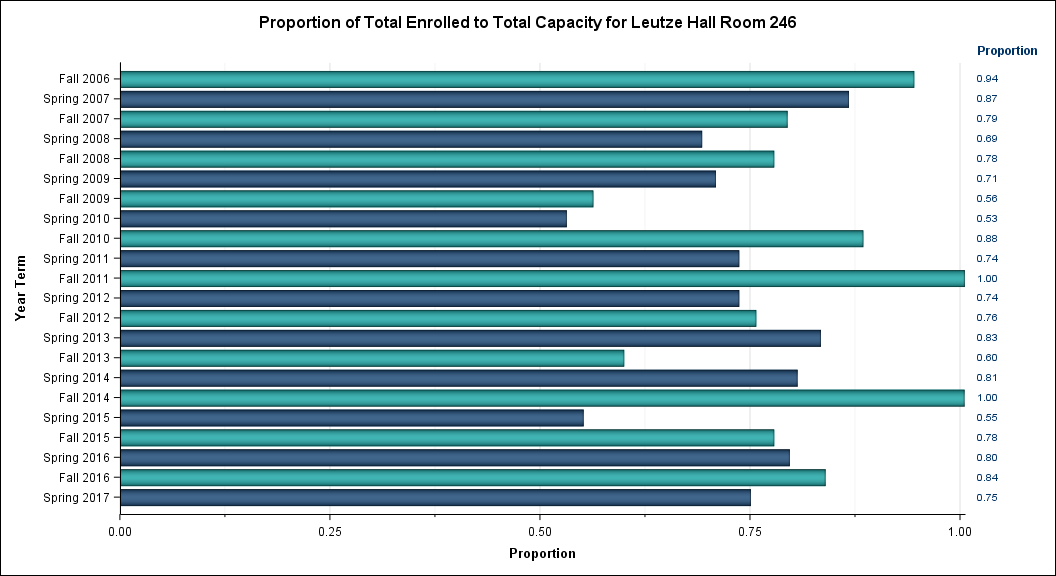 Proportion of Total Enrolled to Total Capacity for Leutze Hall Room 246
Proportion
Fall 2006 0.94
Spring 2007 0.87
Fall 2007 0.79
Spring 2008 0.69
Fall 2008 0.78
Spring 2009 0.71
Fall 2009 0.56
Spring 2010 0.53
Fall 2010 0.88
Spring 2011 0.74
Fall 2011 1.00
Spring 2012 0.74
Fall 2012 0.76
Spring 2013 0.83
Fall 2013 0.60
Spring 2014 0.81
Fall 2014 1.00
Spring 2015 0.55
Fall 2015 0.78
Spring 2016 0.80
Fall 2016 0.84
Spring 2017 0.75
Year Term
0.00 0.25 0.50 0.75 1.00
Proportion